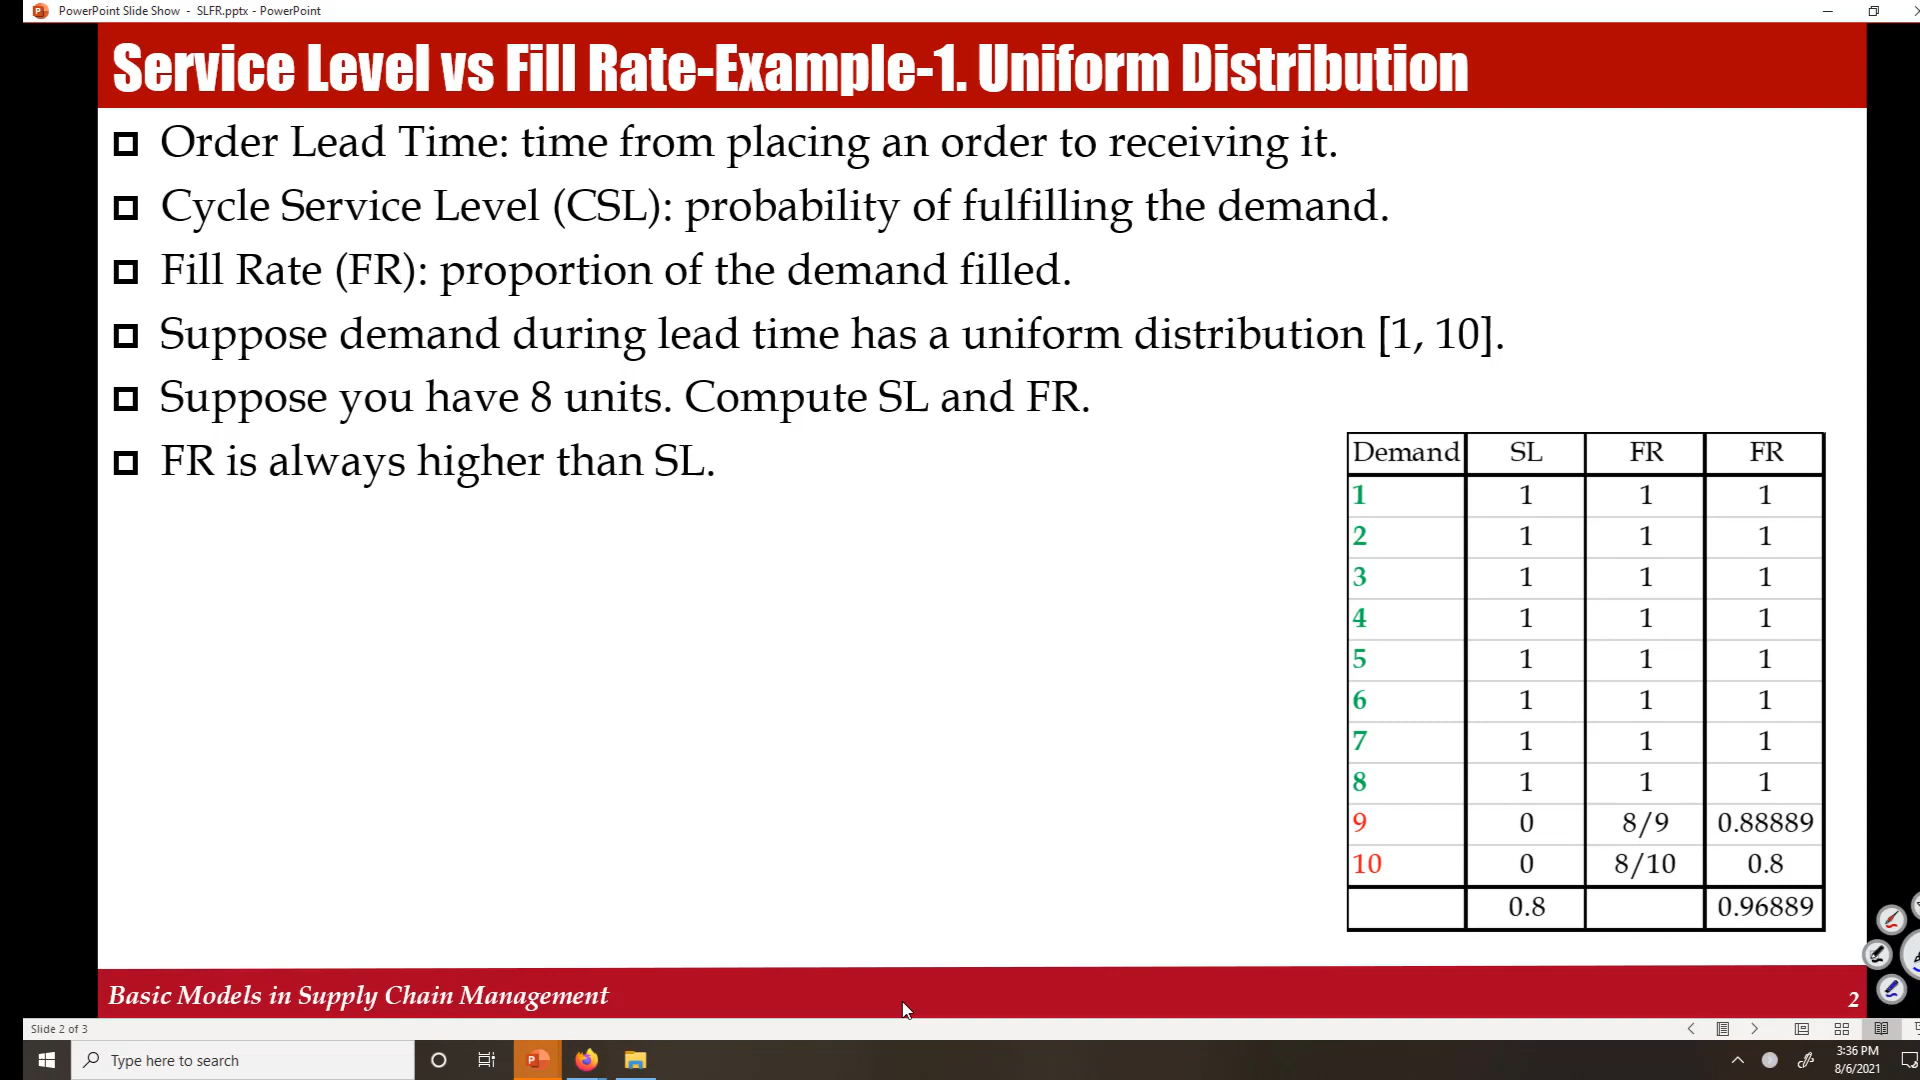 PowerPoint Slide Show - SLFR.pptx - PowerPoint
Service Level vs Fill Rate-Example-1. Uniform Distribution
Order Lead Time: time from placing an order to receiving it.
Cycle Service Level (CSL): probability of fulfilling the demand.
Fill Rate (FR): proportion of the demand filled.
Suppose demand during lead time has a uniform distribution [1, 10].
Suppose you have 8 units. Compute SL and FR.
FR is always higher than SL.
Demand SL FR FR
1 1 1 1
2 1 1 1
3 1 1 1
4 1 1 1
5 1 1 1
6 1 1 1
7 1 1 1
8 1 1 1
9 0 8/9 0.88889
10 0 8/10 0.8
0.8 0.96889
Basic Models in Supply Chain Management
2
Slide 2 of 3
Type here to search
3:36 PM
8/6/2021